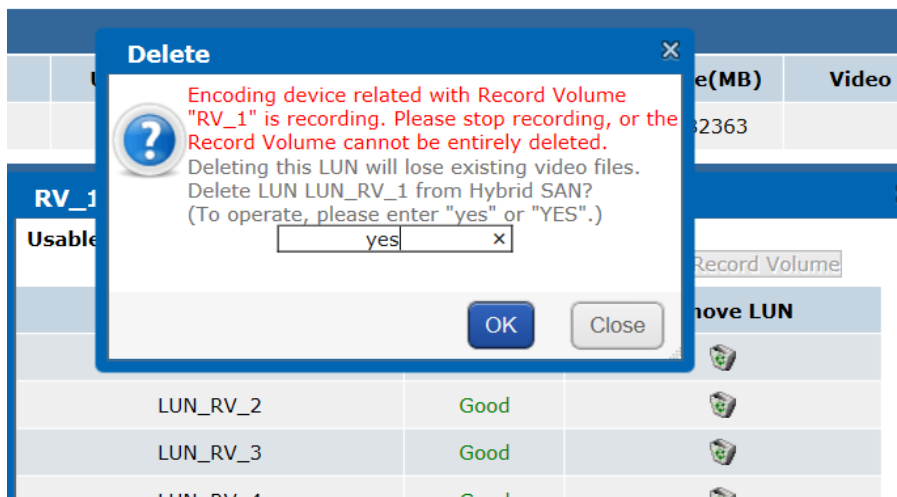 Delete
Encoding device related with Record Volume
"RV_1" is recording. Please stop recording, or the
Record Volume cannot be entirely deleted.
Deleting this LUN will lose existing video files.
Delete LUN LUN_RV_1 from Hybrid SAN?
(To operate, please enter "yes" or "YES".)
yes
OK
Close
e(MB)
Video
32363
RV_1
Usable
Record Volume
move LUN
LUN_RV_2
Good
LUN_RV_3
Good